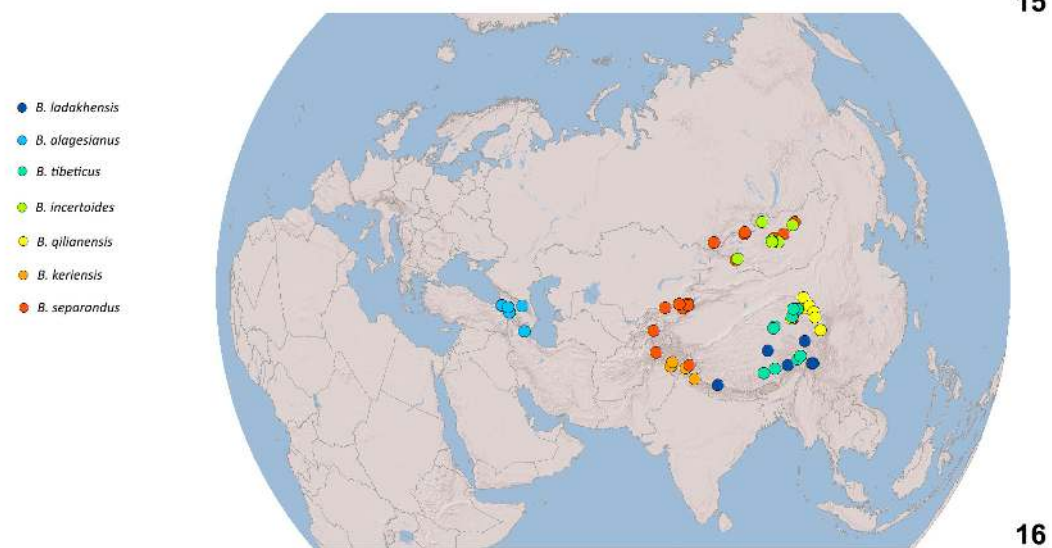 15
B. ladakhensis
B. alagesianus
B. tibeticus
B. incertoides
B. qilianensis
B. keriensis
B. separandus
16